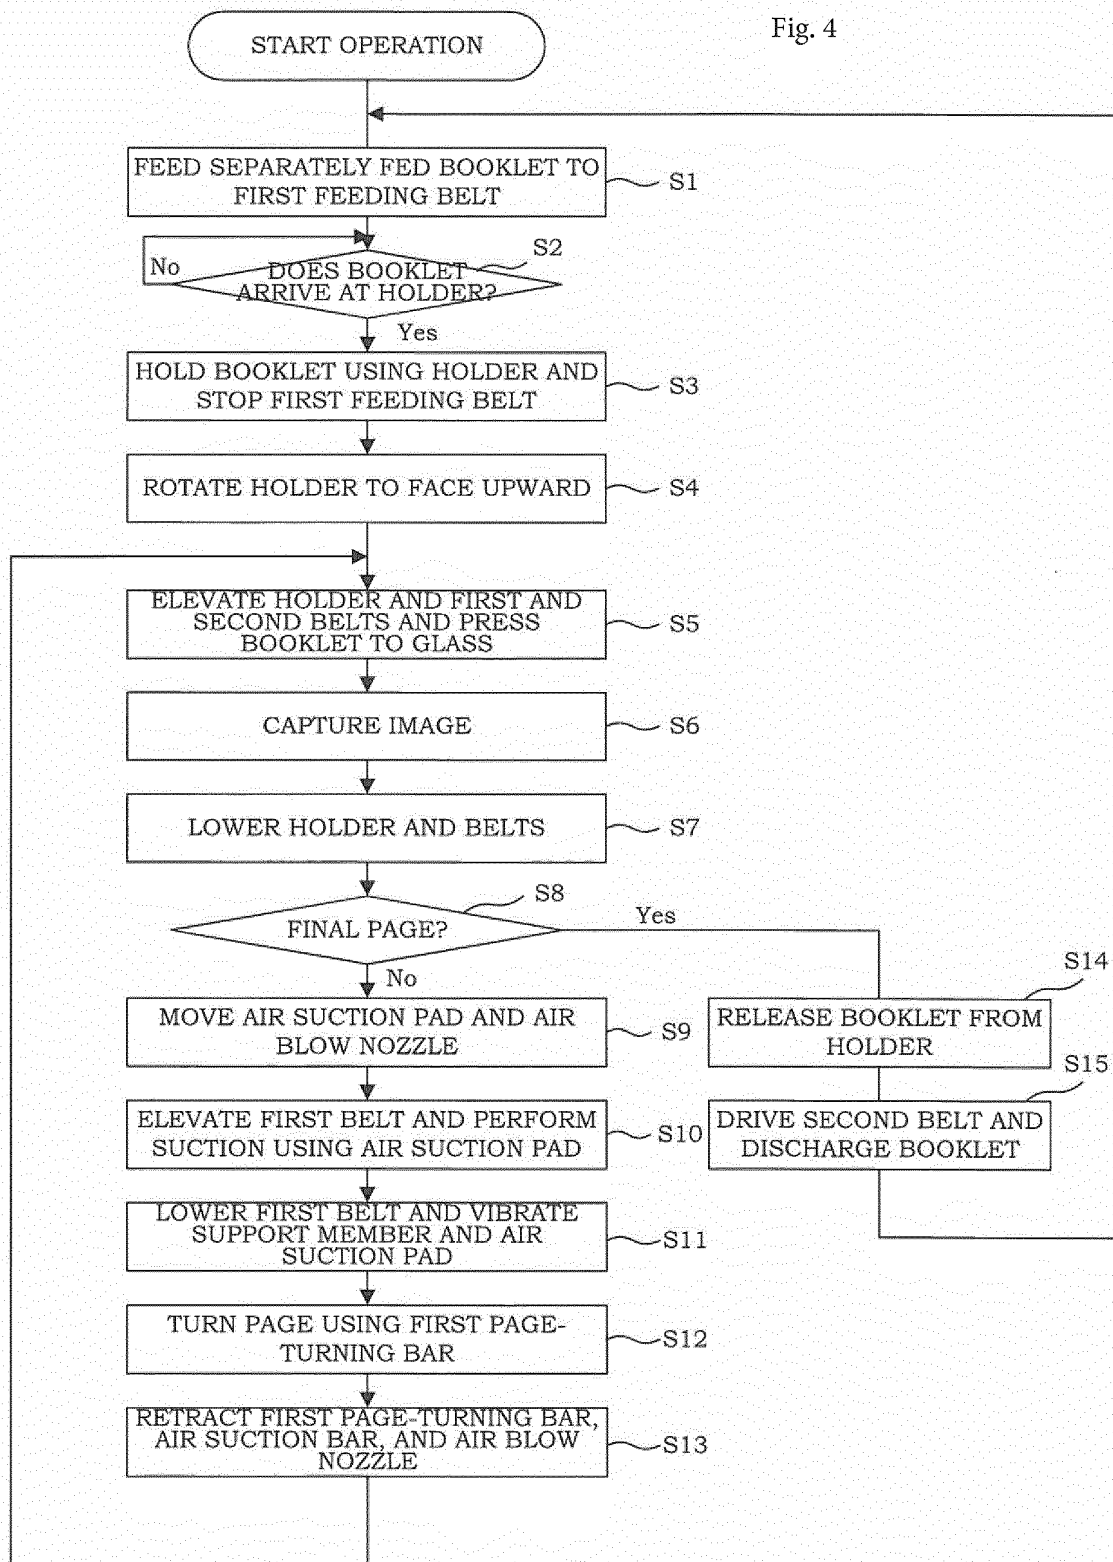 Fig. 4
START OPERATION
FEED SEPARATELY FED BOOKLET TO
FIRST FEEDING BELT
S1
S2
No
DOES BOOKLET
ARRIVE AT HOLDER?
Yes
HOLD BOOKLET USING HOLDER AND
STOP FIRST FEEDING BELT
S3
ROTATE HOLDER TO FACE UPWARD
S4
ELEVATE HOLDER AND FIRST AND
SECOND BELTS AND PRESS
BOOKLET TO GLASS
S5
CAPTURE IMAGE
S6
LOWER HOLDER AND BELTS
S7
S8
FINAL PAGE?
Yes
No
MOVE AIR SUCTION PAD AND AIR
BLOW NOZZLE
S9
S14
RELEASE BOOKLET FROM
HOLDER
ELEVATE FIRST BELT AND PERFORM
SUCTION USING AIR SUCTION PAD
S10
S15
DRIVE SECOND BELT AND
DISCHARGE BOOKLET
LOWER FIRST BELT AND VIBRATE
SUPPORT MEMBER AND AIR
SUCTION PAD
S11
TURN PAGE USING FIRST PAGE-
TURNING BAR
S12
RETRACT FIRST PAGE-TURNING BAR,
AIR SUCTION BAR, AND AIR BLOW
NOZZLE
S13